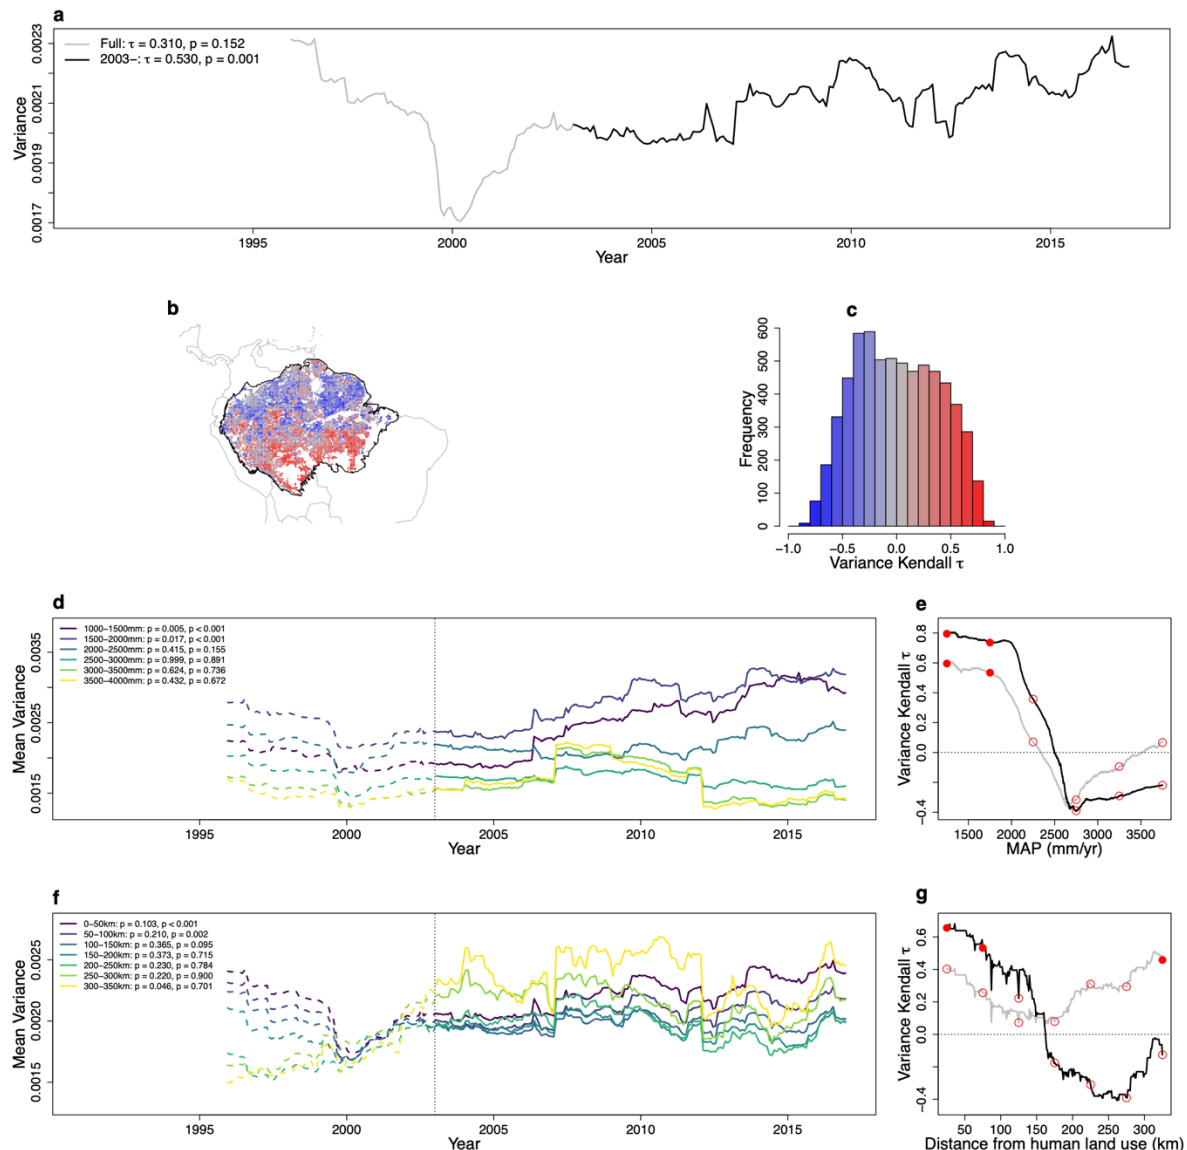 a
Full: τ = 0.310, p = 0.152
2003−: τ = 0.530, p = 0.001
Variance
0.0023
0.0021
0.0019
0.0017
1995 2000 2005 2010 2015
Year
b
c
Frequency
600
500
400
300
200
100
0
−1.0 −0.5 0.0 0.5 1.0
Variance Kendall τ
d
1000−1500mm: p = 0.005, p < 0.001
1500−2000mm: p = 0.017, p < 0.001
2000−2500mm: p = 0.415, p = 0.155
2500−3000mm: p = 0.999, p = 0.891
3000−3500mm: p = 0.624, p = 0.736
3500−4000mm: p = 0.432, p = 0.672
Mean Variance
0.0035
0.0025
0.0015
1995 2000 2005 2010 2015
Year
e
Variance Kendall τ
0.8
0.6
0.4
0.2
0.0
−0.4
1500 2000 2500 3000 3500
MAP (mm/yr)
f
0−50km: p = 0.103, p < 0.001
50−100km: p = 0.210, p = 0.002
100−150km: p = 0.365, p = 0.095
150−200km: p = 0.373, p = 0.715
200−250km: p = 0.230, p = 0.784
250−300km: p = 0.220, p = 0.900
300−350km: p = 0.046, p = 0.701
Mean Variance
0.0025
0.0020
0.0015
1995 2000 2005 2010 2015
Year
g
Variance Kendall τ
0.6
0.4
0.2
0.0
−0.4
50 100 150 200 250 300
Distance from human land use (km)